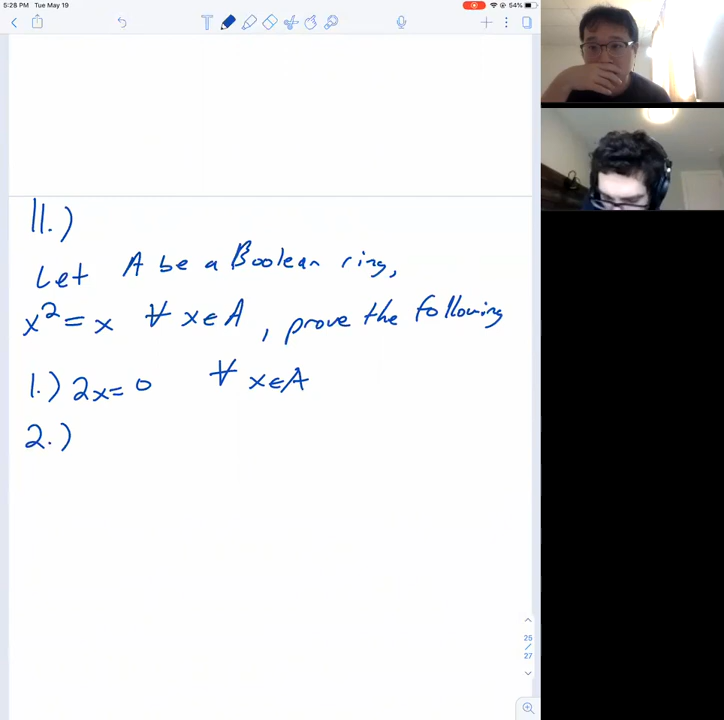 5:28 PM Tue May 19
54%
T
11.)
Let A be a Boolean ring,
x² = x ∀ x∈A, prove the following
1.) 2x = 0 ∀ x∈A
2.)
25
/
27